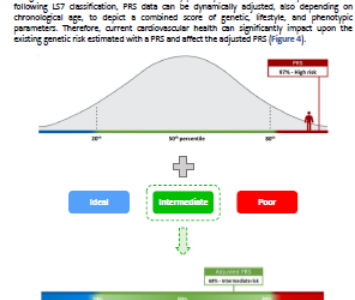 following LS7 classification, PRS data can be dynamically adjusted, also depending on
chronological age, to depict a combined score of genetic, lifestyle, and phenotypic
parameters. Therefore, current cardiovascular health can significantly impact upon the
existing genetic risk estimated with a PRS and affect the adjusted PRS (Figure 4).
PRS
97% - High risk
20th
50th percentile
80th
Ideal
Intermediate
Poor
Adjusted PRS
68% - Intermediate risk